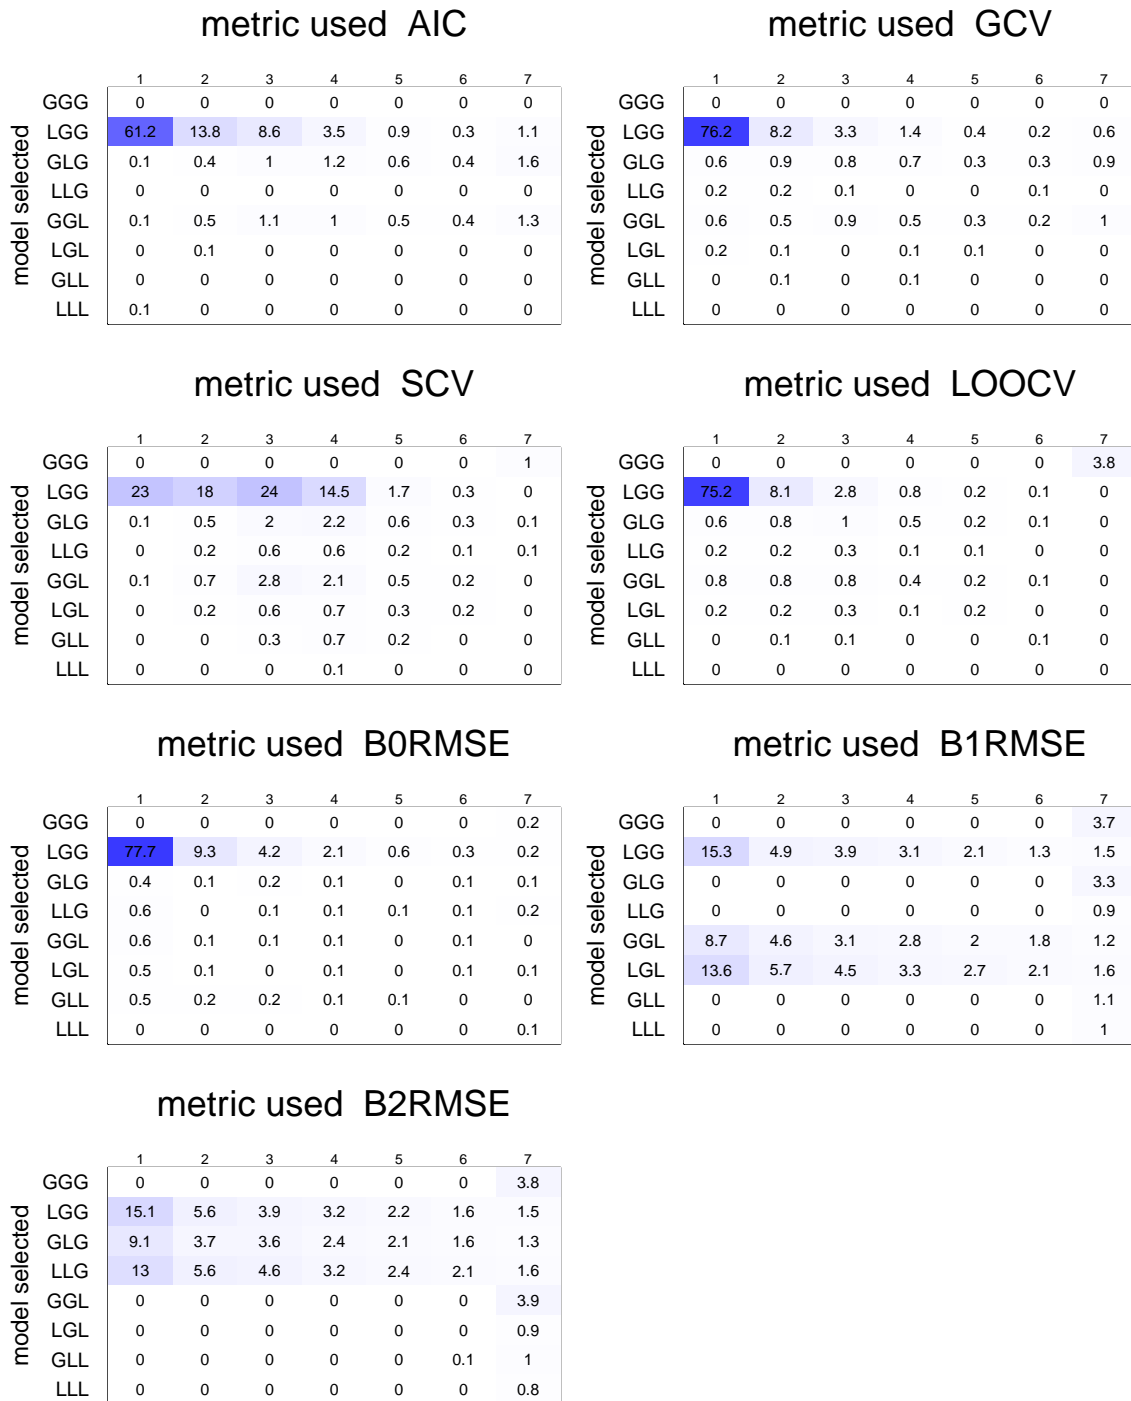 metric used AIC
1 2 3 4 5 6 7
model selected
GGG 0 0 0 0 0 0 0
LGG 61.2 13.8 8.6 3.5 0.9 0.3 1.1
GLG 0.1 0.4 1 1.2 0.6 0.4 1.6
LLG 0 0 0 0 0 0 0
GGL 0.1 0.5 1.1 1 0.5 0.4 1.3
LGL 0 0.1 0 0 0 0 0
GLL 0 0 0 0 0 0 0
LLL 0.1 0 0 0 0 0 0
metric used GCV
1 2 3 4 5 6 7
model selected
GGG 0 0 0 0 0 0 0
LGG 76.2 8.2 3.3 1.4 0.4 0.2 0.6
GLG 0.6 0.9 0.8 0.7 0.3 0.3 0.9
LLG 0.2 0.2 0.1 0 0 0.1 0
GGL 0.6 0.5 0.9 0.5 0.3 0.2 1
LGL 0.2 0.1 0 0.1 0.1 0 0
GLL 0 0.1 0 0.1 0 0 0
LLL 0 0 0 0 0 0 0
metric used SCV
1 2 3 4 5 6 7
model selected
GGG 0 0 0 0 0 0 1
LGG 23 18 24 14.5 1.7 0.3 0
GLG 0.1 0.5 2 2.2 0.6 0.3 0.1
LLG 0 0.2 0.6 0.6 0.2 0.1 0.1
GGL 0.1 0.7 2.8 2.1 0.5 0.2 0
LGL 0 0.2 0.6 0.7 0.3 0.2 0
GLL 0 0 0.3 0.7 0.2 0 0
LLL 0 0 0 0.1 0 0 0
metric used LOOCV
1 2 3 4 5 6 7
model selected
GGG 0 0 0 0 0 0 3.8
LGG 75.2 8.1 2.8 0.8 0.2 0.1 0
GLG 0.6 0.8 1 0.5 0.2 0.1 0
LLG 0.2 0.2 0.3 0.1 0.1 0 0
GGL 0.8 0.8 0.8 0.4 0.2 0.1 0
LGL 0.2 0.2 0.3 0.1 0.2 0 0
GLL 0 0.1 0.1 0 0 0.1 0
LLL 0 0 0 0 0 0 0
metric used B0RMSE
1 2 3 4 5 6 7
model selected
GGG 0 0 0 0 0 0 0.2
LGG 77.7 9.3 4.2 2.1 0.6 0.3 0.2
GLG 0.4 0.1 0.2 0.1 0 0.1 0.1
LLG 0.6 0 0.1 0.1 0.1 0.1 0.2
GGL 0.6 0.1 0.1 0.1 0 0.1 0
LGL 0.5 0.1 0 0.1 0 0.1 0.1
GLL 0.5 0.2 0.2 0.1 0.1 0 0
LLL 0 0 0 0 0 0 0.1
metric used B1RMSE
1 2 3 4 5 6 7
model selected
GGG 0 0 0 0 0 0 3.7
LGG 15.3 4.9 3.9 3.1 2.1 1.3 1.5
GLG 0 0 0 0 0 0 3.3
LLG 0 0 0 0 0 0 0.9
GGL 8.7 4.6 3.1 2.8 2 1.8 1.2
LGL 13.6 5.7 4.5 3.3 2.7 2.1 1.6
GLL 0 0 0 0 0 0 1.1
LLL 0 0 0 0 0 0 1
metric used B2RMSE
1 2 3 4 5 6 7
model selected
GGG 0 0 0 0 0 0 3.8
LGG 15.1 5.6 3.9 3.2 2.2 1.6 1.5
GLG 9.1 3.7 3.6 2.4 2.1 1.6 1.3
LLG 13 5.6 4.6 3.2 2.4 2.1 1.6
GGL 0 0 0 0 0 0 3.9
LGL 0 0 0 0 0 0 0.9
GLL 0 0 0 0 0 0.1 1
LLL 0 0 0 0 0 0 0.8